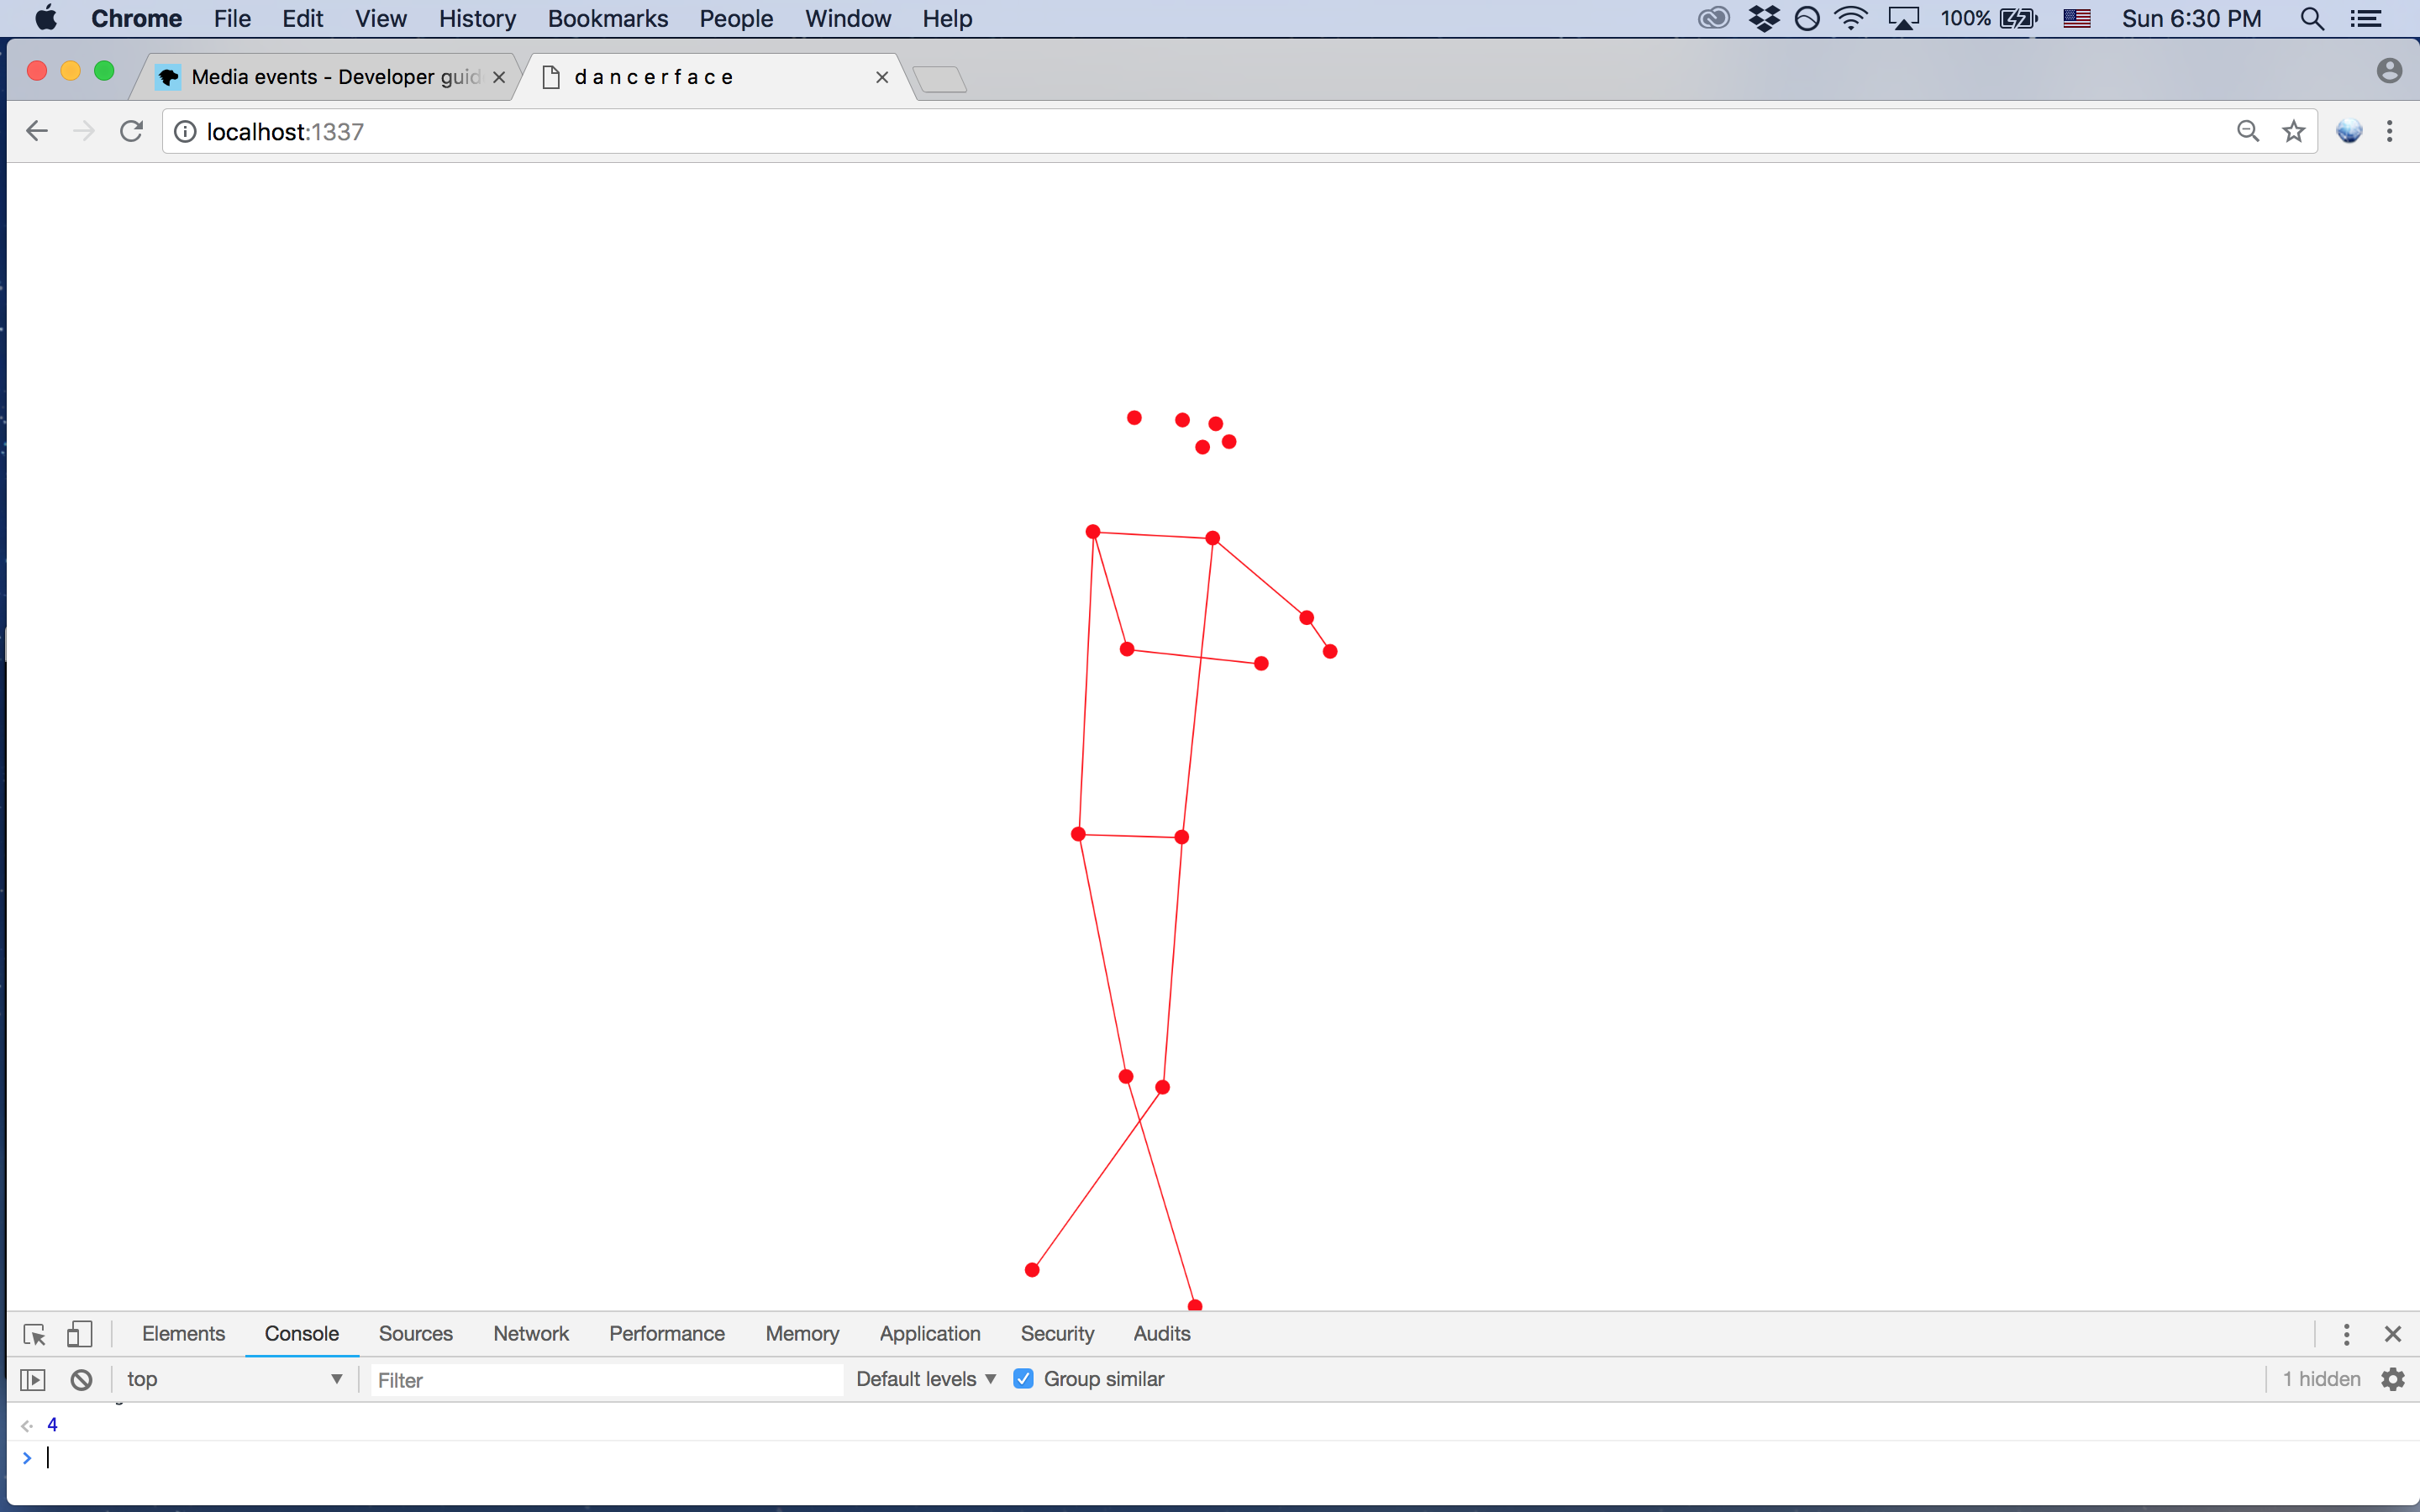 Chrome File Edit View History Bookmarks People Window Help 100% Sun 6:30 PM
Media events - Developer guid d a n c e r f a c e
localhost:1337
Elements Console Sources Network Performance Memory Application Security Audits
top Filter Default levels Group similar 1 hidden
4